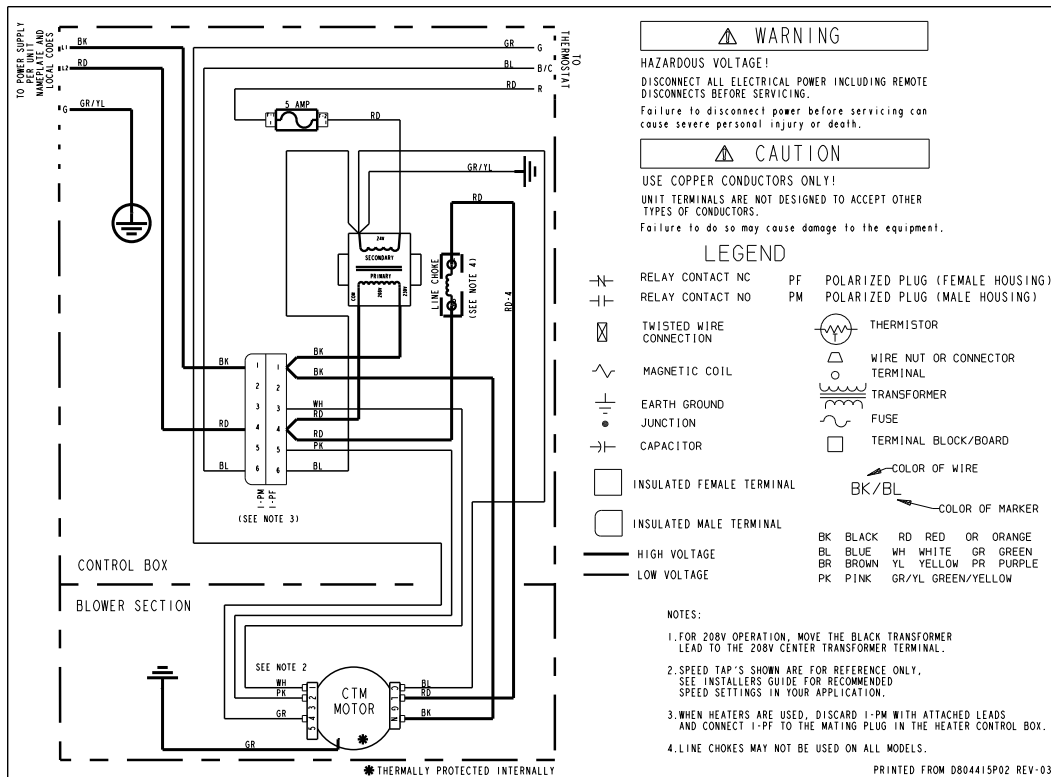 TO POWER SUPPLY
PER UNIT
NAMEPLATE AND
LOCAL CODES
L1
BK
L2
RD
G
GR/YL
GR G
BL B/C
RD R
TO
THERMOSTAT
5 AMP
RD
GR/YL
RD
24V
SECONDARY
PRIMARY
COM
208V
230V
LINE CHOKE
(SEE NOTE 4)
RD-4
BK
RD
BL
1 1
2 2
3 3
4 4
5 5
6 6
BK
BK
WH
RD
RD
PK
BL
1-PM
1-PF
(SEE NOTE 3)
CONTROL BOX
BLOWER SECTION
SEE NOTE 2
WH
PK
GR
1
2
3
4
5
CTM
MOTOR
C
L
G
N
BL
RD
BK
GR
✱ THERMALLY PROTECTED INTERNALLY
⚠ WARNING
HAZARDOUS VOLTAGE!
DISCONNECT ALL ELECTRICAL POWER INCLUDING REMOTE
DISCONNECTS BEFORE SERVICING.
Failure to disconnect power before servicing can
cause severe personal injury or death.
⚠ CAUTION
USE COPPER CONDUCTORS ONLY!
UNIT TERMINALS ARE NOT DESIGNED TO ACCEPT OTHER
TYPES OF CONDUCTORS.
Failure to do so may cause damage to the equipment.
LEGEND
RELAY CONTACT NC
RELAY CONTACT NO
TWISTED WIRE
CONNECTION
MAGNETIC COIL
EARTH GROUND
JUNCTION
CAPACITOR
INSULATED FEMALE TERMINAL
INSULATED MALE TERMINAL
HIGH VOLTAGE
LOW VOLTAGE
PF POLARIZED PLUG (FEMALE HOUSING)
PM POLARIZED PLUG (MALE HOUSING)
THERMISTOR
WIRE NUT OR CONNECTOR
TERMINAL
TRANSFORMER
FUSE
TERMINAL BLOCK/BOARD
COLOR OF WIRE
BK/BL
COLOR OF MARKER
BK BLACK RD RED OR ORANGE
BL BLUE WH WHITE GR GREEN
BR BROWN YL YELLOW PR PURPLE
PK PINK GR/YL GREEN/YELLOW
NOTES:
1. FOR 208V OPERATION, MOVE THE BLACK TRANSFORMER
LEAD TO THE 208V CENTER TRANSFORMER TERMINAL.
2. SPEED TAP'S SHOWN ARE FOR REFERENCE ONLY,
SEE INSTALLERS GUIDE FOR RECOMMENDED
SPEED SETTINGS IN YOUR APPLICATION.
3. WHEN HEATERS ARE USED, DISCARD 1-PM WITH ATTACHED LEADS
AND CONNECT 1-PF TO THE MATING PLUG IN THE HEATER CONTROL BOX.
4. LINE CHOKES MAY NOT BE USED ON ALL MODELS.
PRINTED FROM D804415P02 REV-03